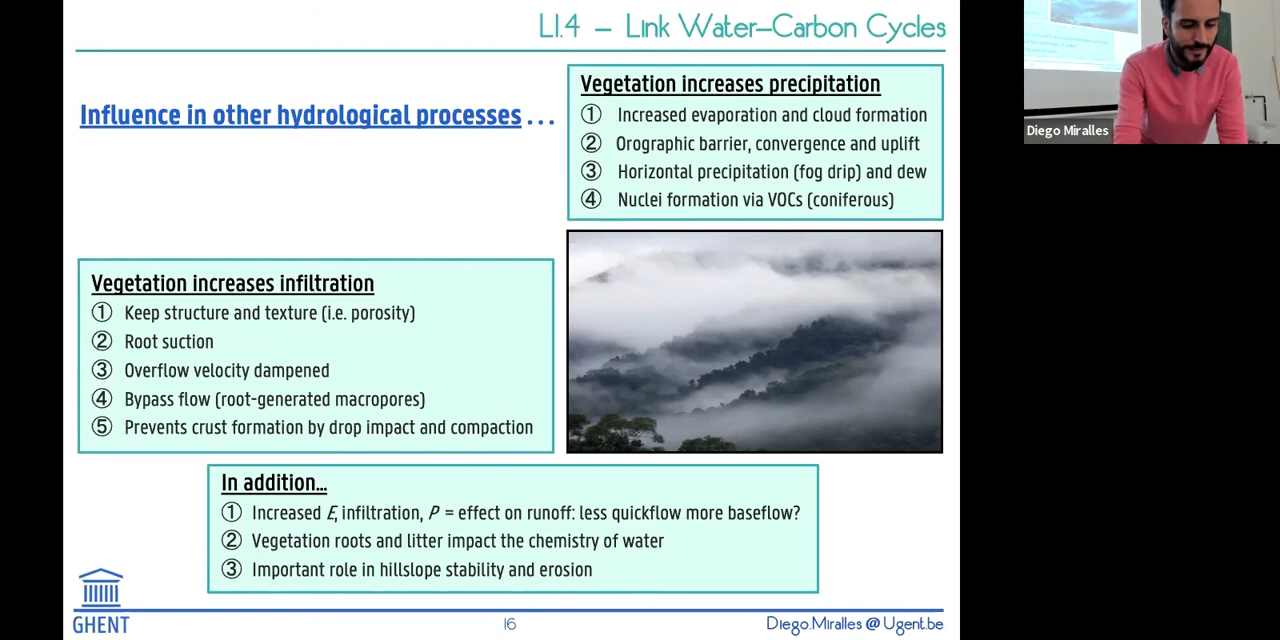 L1.4 – Link Water–Carbon Cycles
Influence in other hydrological processes...
Vegetation increases precipitation
① Increased evaporation and cloud formation
② Orographic barrier, convergence and uplift
③ Horizontal precipitation (fog drip) and dew
④ Nuclei formation via VOCs (coniferous)
Vegetation increases infiltration
① Keep structure and texture (i.e. porosity)
② Root suction
③ Overflow velocity dampened
④ Bypass flow (root-generated macropores)
⑤ Prevents crust formation by drop impact and compaction
In addition...
① Increased E, infiltration, P = effect on runoff: less quickflow more baseflow?
② Vegetation roots and litter impact the chemistry of water
③ Important role in hillslope stability and erosion
GHENT
16
Diego.Miralles @ Ugent.be
Diego Miralles